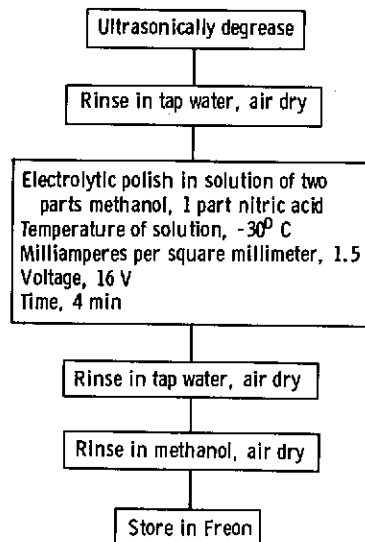 Ultrasonically degrease
Rinse in tap water, air dry
Electrolytic polish in solution of two
parts methanol, 1 part nitric acid
Temperature of solution, -30⁰ C
Milliamperes per square millimeter, 1.5
Voltage, 16 V
Time, 4 min
Rinse in tap water, air dry
Rinse in methanol, air dry
Store in Freon